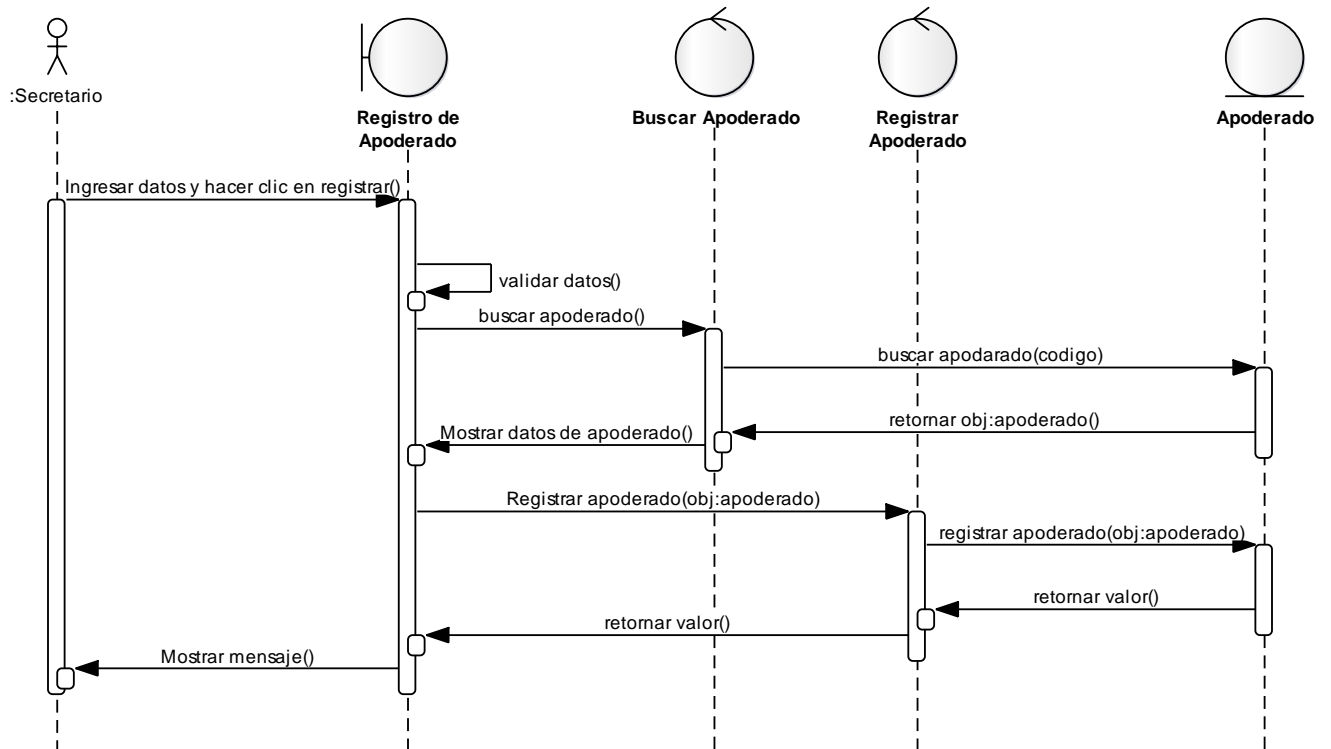 :Secretario
Registro de
Apoderado
Buscar Apoderado
Registrar
Apoderado
Apoderado
Ingresar datos y hacer clic en registrar()
validar datos()
buscar apoderado()
buscar apodarado(codigo)
retornar obj:apoderado()
Mostrar datos de apoderado()
Registrar apoderado(obj:apoderado)
registrar apoderado(obj:apoderado)
retornar valor()
retornar valor()
Mostrar mensaje()